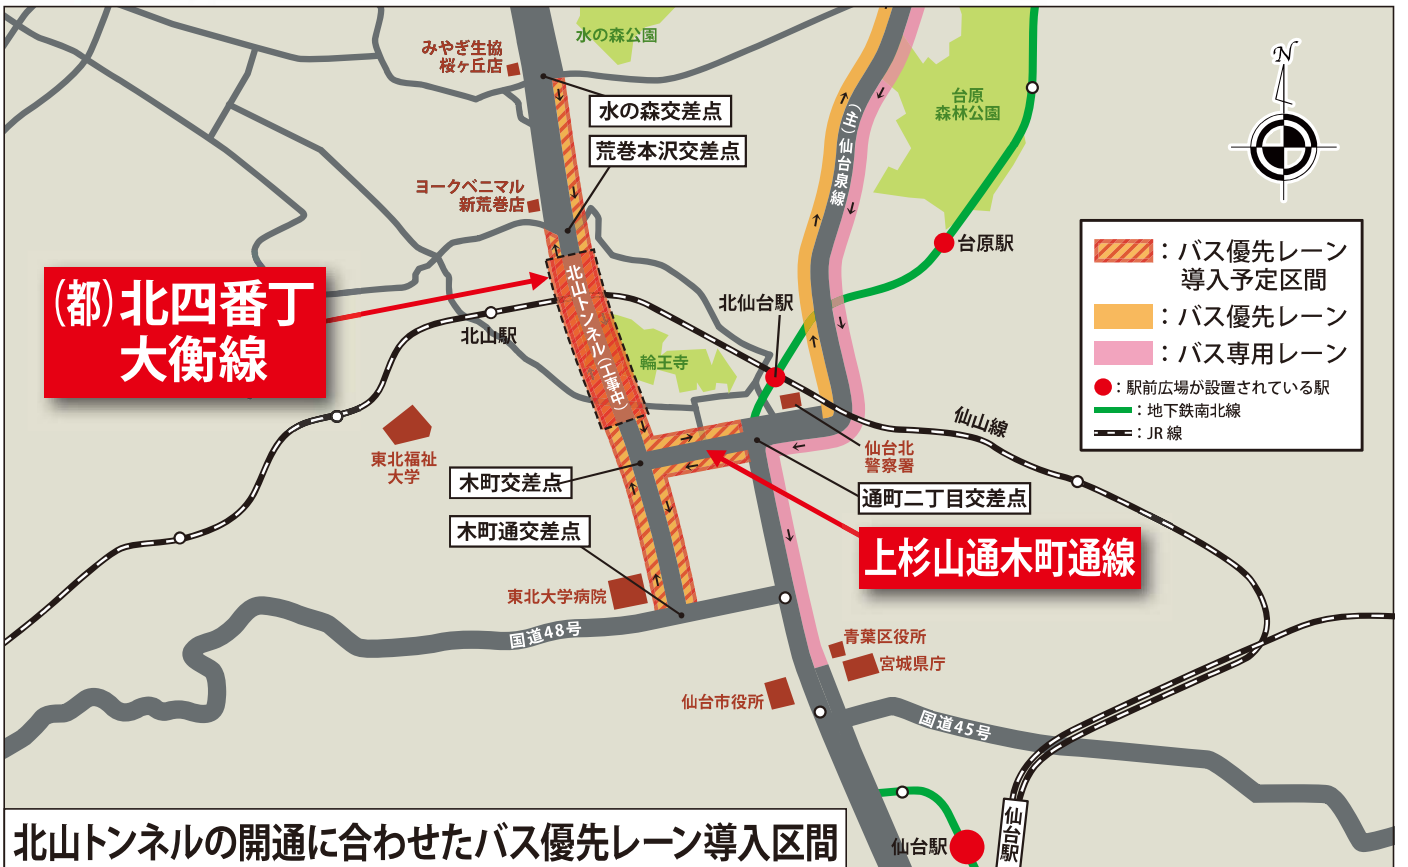 水の森公園
みやぎ生協
桜ヶ丘店
水の森交差点
荒巻本沢交差点
ヨークベニマル
新荒巻店
台原
森林公園
(主)仙台泉線
N
台原駅
：バス優先レーン
導入予定区間
：バス優先レーン
：バス専用レーン
：駅前広場が設置されている駅
：地下鉄南北線
：JR線
(都)北四番丁
大衡線
北山トンネル(工事中)
北山駅
北仙台駅
輪王寺
仙山線
東北福祉
大学
仙台北
警察署
木町交差点
通町二丁目交差点
木町通交差点
上杉山通木町通線
東北大学病院
国道48号
青葉区役所
宮城県庁
仙台市役所
国道45号
仙台駅
仙台駅
北山トンネルの開通に合わせたバス優先レーン導入区間